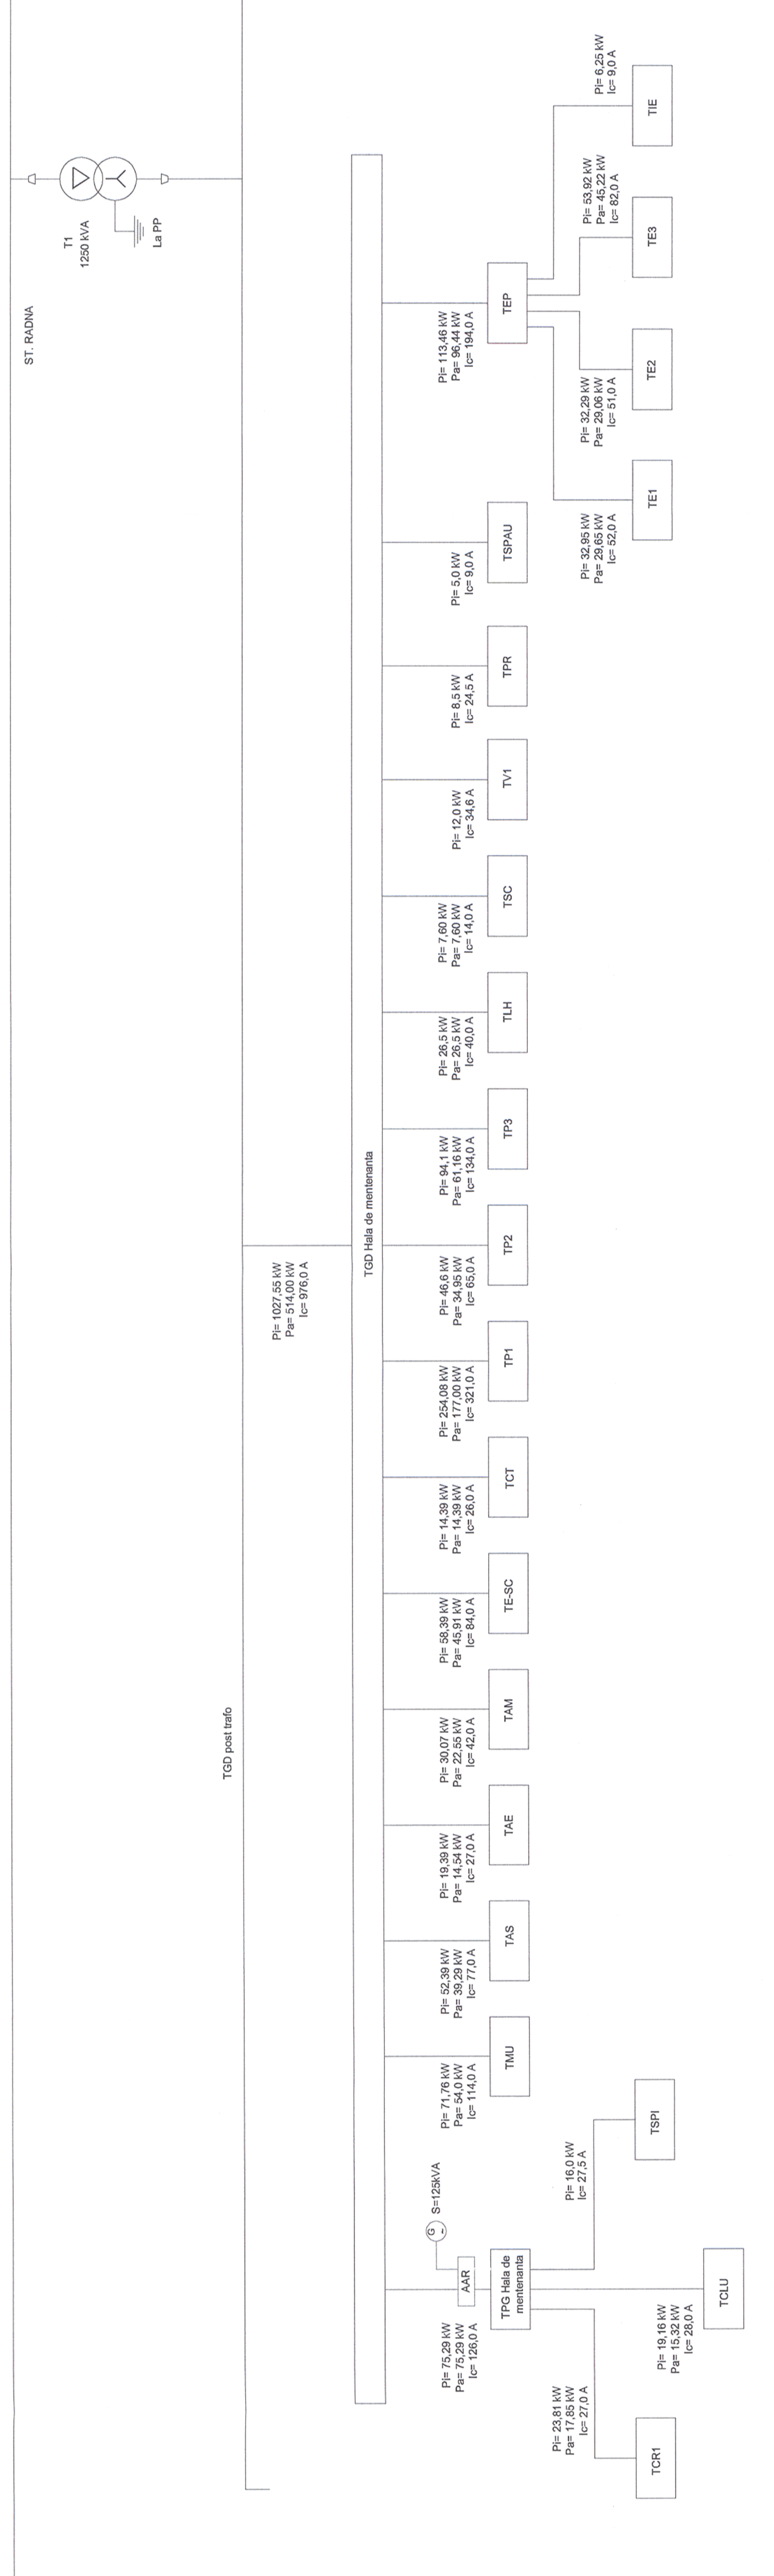 ST. RADNA
T1
1250 kVA
La PP
TGD post trafo
Pi= 1027,55 kW
Pa= 514,00 kW
Ic= 976,0 A
TGD Hala de mentenanta
Pi= 75,29 kW
Pa= 75,29 kW
Ic= 126,0 A
AAR
G
~
S=125kVA
TPG Hala de
mentenanta
Pi= 23,81 kW
Pa= 17,85 kW
Ic= 27,0 A
TCR1
Pi= 19,16 kW
Pa= 15,32 kW
Ic= 28,0 A
TCLU
Pi= 16,0 kW
Ic= 27,5 A
TSPI
Pi= 71,76 kW
Pa= 54,0 kW
Ic= 114,0 A
TMU
Pi= 52,39 kW
Pa= 39,29 kW
Ic= 77,0 A
TAS
Pi= 19,39 kW
Pa= 14,54 kW
Ic= 27,0 A
TAE
Pi= 30,07 kW
Pa= 22,55 kW
Ic= 42,0 A
TAM
Pi= 58,39 kW
Pa= 45,91 kW
Ic= 84,0 A
TE-SC
Pi= 14,39 kW
Pa= 14,39 kW
Ic= 26,0 A
TCT
Pi= 254,08 kW
Pa= 177,00 kW
Ic= 321,0 A
TP1
Pi= 46,6 kW
Pa= 34,95 kW
Ic= 65,0 A
TP2
Pi= 94,1 kW
Pa= 61,16 kW
Ic= 134,0 A
TP3
Pi= 26,5 kW
Pa= 26,5 kW
Ic= 40,0 A
TLH
Pi= 7,60 kW
Pa= 7,60 kW
Ic= 14,0 A
TSC
Pi= 12,0 kW
Ic= 34,6 A
TV1
Pi= 8,5 kW
Ic= 24,5 A
TPR
Pi= 5,0 kW
Ic= 9,0 A
TSPAU
Pi= 113,46 kW
Pa= 96,44 kW
Ic= 194,0 A
TEP
Pi= 32,95 kW
Pa= 29,65 kW
Ic= 52,0 A
TE1
Pi= 32,29 kW
Pa= 29,06 kW
Ic= 51,0 A
TE2
Pi= 53,92 kW
Pa= 45,22 kW
Ic= 82,0 A
TE3
Pi= 6,25 kW
Ic= 9,0 A
TIE